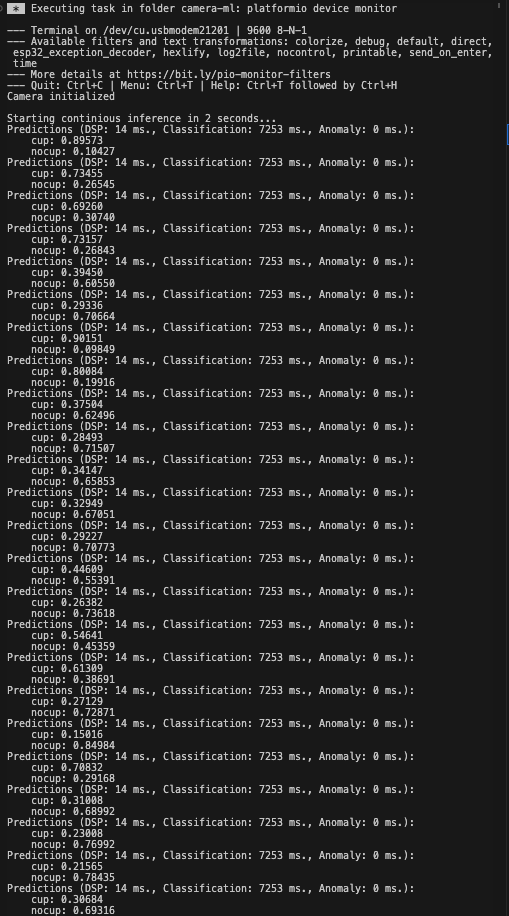 * Executing task in folder camera-ml: platformio device monitor
--- Terminal on /dev/cu.usbmodem21201 | 9600 8-N-1
--- Available filters and text transformations: colorize, debug, default, direct,
esp32_exception_decoder, hexlify, log2file, nocontrol, printable, send_on_enter,
time
--- More details at https://bit.ly/pio-monitor-filters
--- Quit: Ctrl+C | Menu: Ctrl+T | Help: Ctrl+T followed by Ctrl+H
Camera initialized
Starting continious inference in 2 seconds...
Predictions (DSP: 14 ms., Classification: 7253 ms., Anomaly: 0 ms.):
cup: 0.89573
nocup: 0.10427
Predictions (DSP: 14 ms., Classification: 7253 ms., Anomaly: 0 ms.):
cup: 0.73455
nocup: 0.26545
Predictions (DSP: 14 ms., Classification: 7253 ms., Anomaly: 0 ms.):
cup: 0.69260
nocup: 0.30740
Predictions (DSP: 14 ms., Classification: 7253 ms., Anomaly: 0 ms.):
cup: 0.73157
nocup: 0.26843
Predictions (DSP: 14 ms., Classification: 7253 ms., Anomaly: 0 ms.):
cup: 0.39450
nocup: 0.60550
Predictions (DSP: 14 ms., Classification: 7253 ms., Anomaly: 0 ms.):
cup: 0.29336
nocup: 0.70664
Predictions (DSP: 14 ms., Classification: 7253 ms., Anomaly: 0 ms.):
cup: 0.90151
nocup: 0.09849
Predictions (DSP: 14 ms., Classification: 7253 ms., Anomaly: 0 ms.):
cup: 0.80084
nocup: 0.19916
Predictions (DSP: 14 ms., Classification: 7253 ms., Anomaly: 0 ms.):
cup: 0.37504
nocup: 0.62496
Predictions (DSP: 14 ms., Classification: 7253 ms., Anomaly: 0 ms.):
cup: 0.28493
nocup: 0.71507
Predictions (DSP: 14 ms., Classification: 7253 ms., Anomaly: 0 ms.):
cup: 0.34147
nocup: 0.65853
Predictions (DSP: 14 ms., Classification: 7253 ms., Anomaly: 0 ms.):
cup: 0.32949
nocup: 0.67051
Predictions (DSP: 14 ms., Classification: 7253 ms., Anomaly: 0 ms.):
cup: 0.29227
nocup: 0.70773
Predictions (DSP: 14 ms., Classification: 7253 ms., Anomaly: 0 ms.):
cup: 0.44609
nocup: 0.55391
Predictions (DSP: 14 ms., Classification: 7253 ms., Anomaly: 0 ms.):
cup: 0.26382
nocup: 0.73618
Predictions (DSP: 14 ms., Classification: 7253 ms., Anomaly: 0 ms.):
cup: 0.54641
nocup: 0.45359
Predictions (DSP: 14 ms., Classification: 7253 ms., Anomaly: 0 ms.):
cup: 0.61309
nocup: 0.38691
Predictions (DSP: 14 ms., Classification: 7253 ms., Anomaly: 0 ms.):
cup: 0.27129
nocup: 0.72871
Predictions (DSP: 14 ms., Classification: 7253 ms., Anomaly: 0 ms.):
cup: 0.15016
nocup: 0.84984
Predictions (DSP: 14 ms., Classification: 7253 ms., Anomaly: 0 ms.):
cup: 0.70832
nocup: 0.29168
Predictions (DSP: 14 ms., Classification: 7253 ms., Anomaly: 0 ms.):
cup: 0.31008
nocup: 0.68992
Predictions (DSP: 14 ms., Classification: 7253 ms., Anomaly: 0 ms.):
cup: 0.23008
nocup: 0.76992
Predictions (DSP: 14 ms., Classification: 7253 ms., Anomaly: 0 ms.):
cup: 0.21565
nocup: 0.78435
Predictions (DSP: 14 ms., Classification: 7253 ms., Anomaly: 0 ms.):
cup: 0.30684
nocup: 0.69316